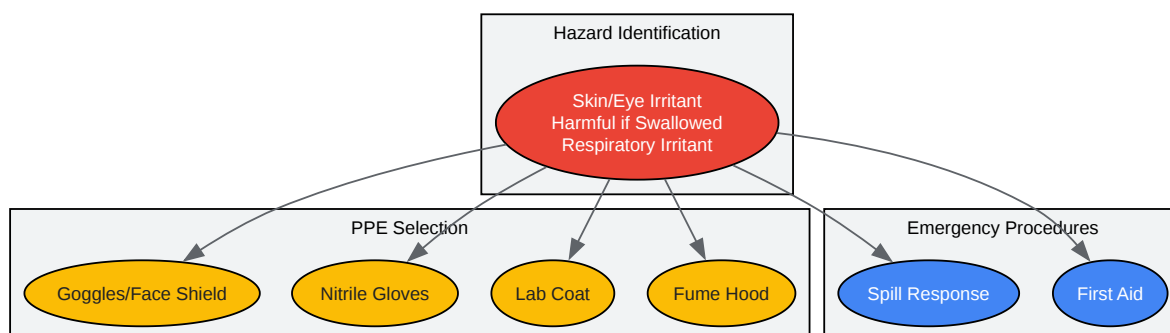 Hazard Identification
Skin/Eye Irritant
Harmful if Swallowed
Respiratory Irritant
PPE Selection
Emergency Procedures
Goggles/Face Shield
Nitrile Gloves
Lab Coat
Fume Hood
Spill Response
First Aid